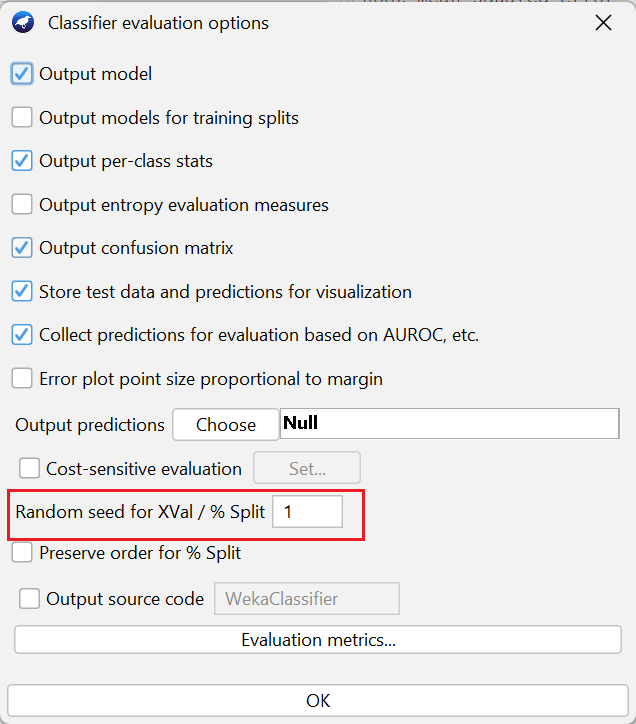 Classifier evaluation options
Output model
Output models for training splits
Output per-class stats
Output entropy evaluation measures
Output confusion matrix
Store test data and predictions for visualization
Collect predictions for evaluation based on AUROC, etc.
Error plot point size proportional to margin
Output predictions Choose Null
Cost-sensitive evaluation Set...
Random seed for XVal / % Split 1
Preserve order for % Split
Output source code WekaClassifier
Evaluation metrics...
OK